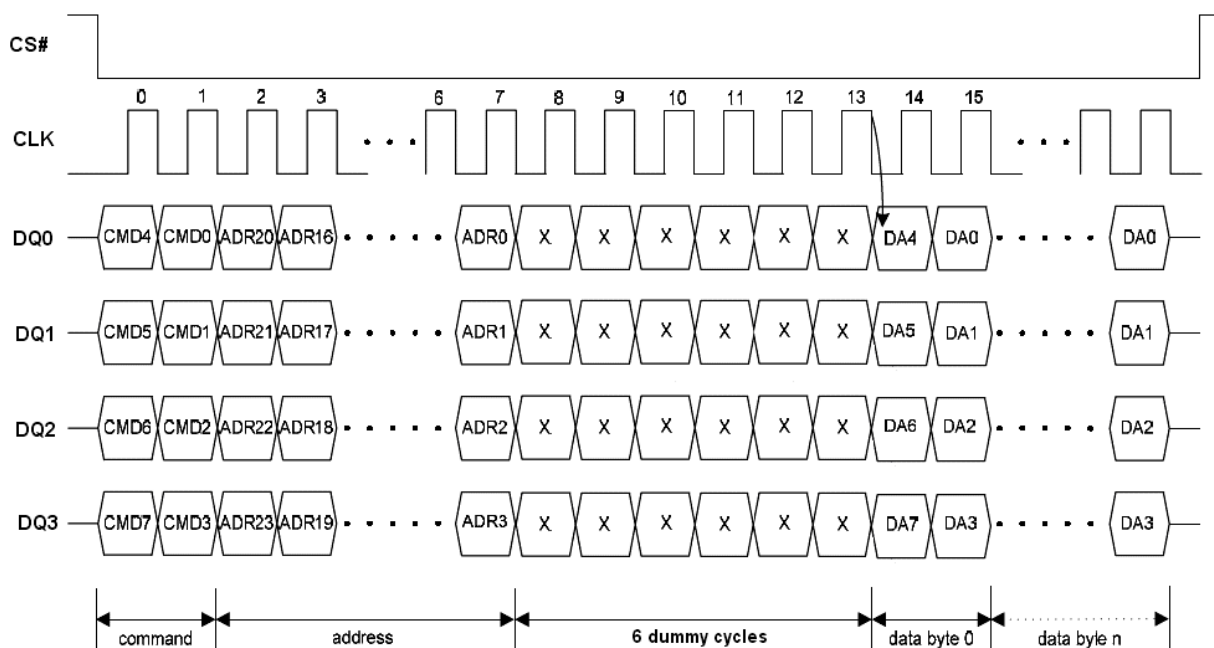 CS#
0 1 2 3 6 7 8 9 10 11 12 13 14 15
CLK
DQ0 CMD4 CMD0 ADR20 ADR16 ADR0 X X X X X X DA4 DA0 DA0
DQ1 CMD5 CMD1 ADR21 ADR17 ADR1 X X X X X X DA5 DA1 DA1
DQ2 CMD6 CMD2 ADR22 ADR18 ADR2 X X X X X X DA6 DA2 DA2
DQ3 CMD7 CMD3 ADR23 ADR19 ADR3 X X X X X X DA7 DA3 DA3
command address 6 dummy cycles data byte 0 data byte n